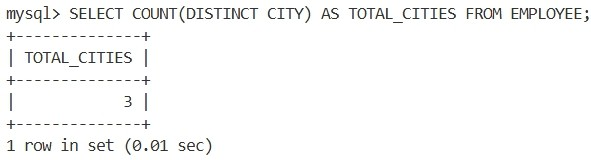 mysql> SELECT COUNT(DISTINCT CITY) AS TOTAL_CITIES FROM EMPLOYEE;
+--------------+
| TOTAL_CITIES |
+--------------+
|            3 |
+--------------+
1 row in set (0.01 sec)